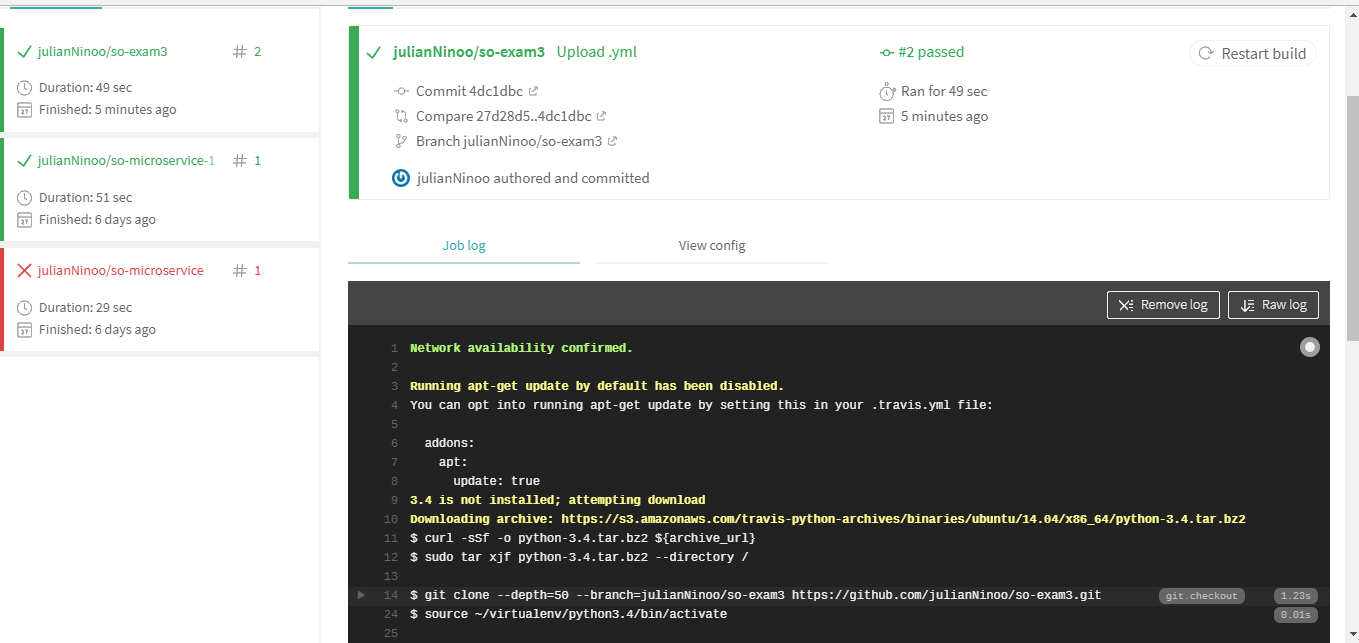 julianNinoo/so-exam3 # 2
Duration: 49 sec
Finished: 5 minutes ago
julianNinoo/so-microservice-1 # 1
Duration: 51 sec
Finished: 6 days ago
julianNinoo/so-microservice # 1
Duration: 29 sec
Finished: 6 days ago
julianNinoo/so-exam3 Upload .yml
Commit 4dc1dbc
Compare 27d28d5..4dc1dbc
Branch julianNinoo/so-exam3
julianNinoo authored and committed
#2 passed
Ran for 49 sec
5 minutes ago
Restart build
Job log
View config
Remove log
Raw log
1 Network availability confirmed.
2
3 Running apt-get update by default has been disabled.
4 You can opt into running apt-get update by setting this in your .travis.yml file:
5
6 addons:
7 apt:
8 update: true
9 3.4 is not installed; attempting download
10 Downloading archive: https://s3.amazonaws.com/travis-python-archives/binaries/ubuntu/14.04/x86_64/python-3.4.tar.bz2
11 $ curl -sSf -o python-3.4.tar.bz2 ${archive_url}
12 $ sudo tar xjf python-3.4.tar.bz2 --directory /
13
14 $ git clone --depth=50 --branch=julianNinoo/so-exam3 https://github.com/julianNinoo/so-exam3.git git.checkout 1.23s
24 $ source ~/virtualenv/python3.4/bin/activate 0.01s
25